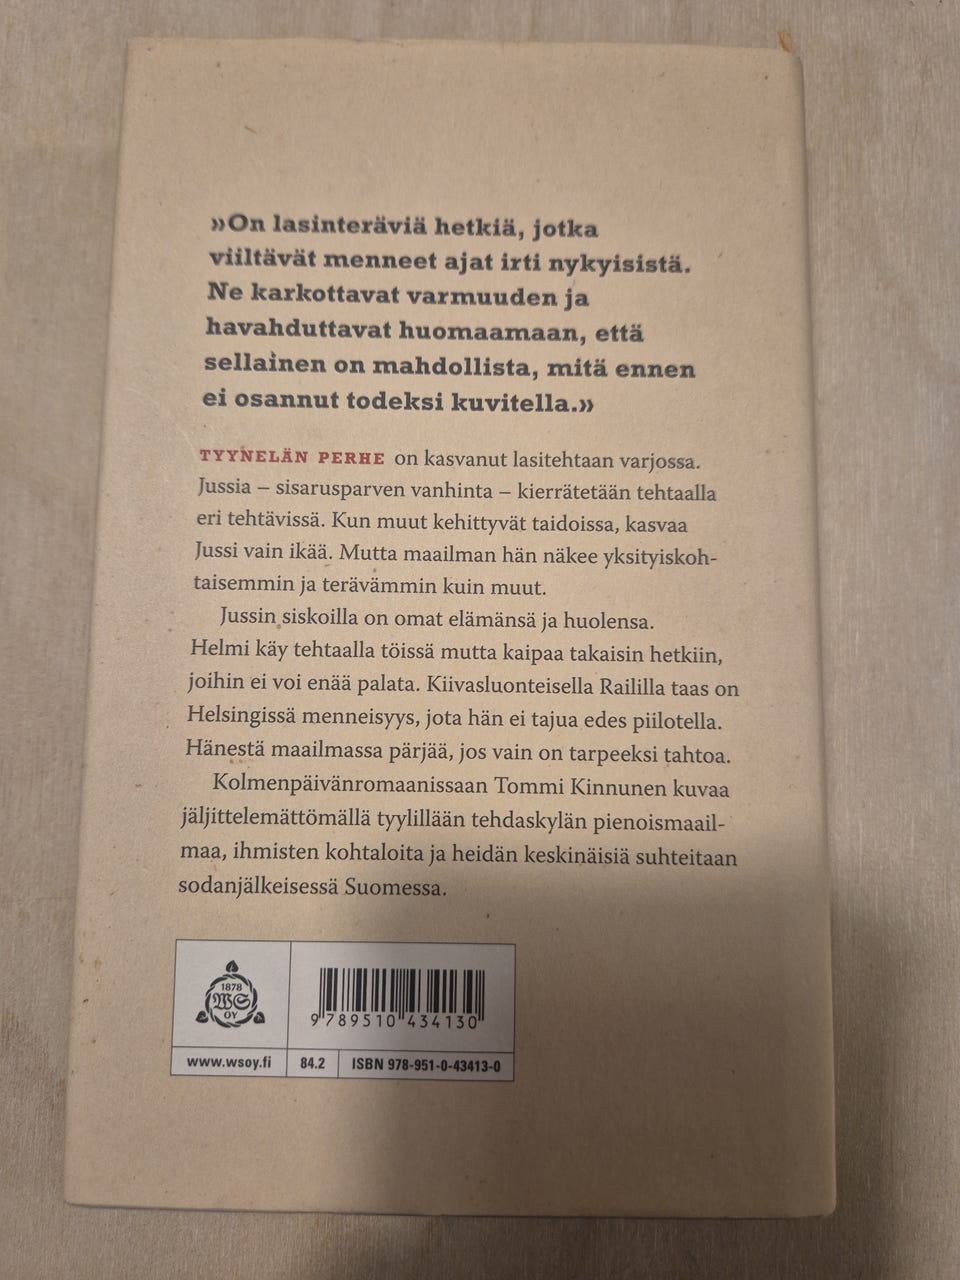 »On lasinteräviä hetkiä, jotka
viiltävät menneet ajat irti nykyisistä.
Ne karkottavat varmuuden ja
havahduttavat huomaamaan, että
sellainen on mahdollista, mitä ennen
ei osannut todeksi kuvitella.»
TYYNELÄN PERHE on kasvanut lasitehtaan varjossa.
Jussia – sisarusparven vanhinta – kierrätetään tehtaalla
eri tehtävissä. Kun muut kehittyvät taidoissa, kasvaa
Jussi vain ikää. Mutta maailman hän näkee yksityiskoh-
taisemmin ja terävämmin kuin muut.
Jussin siskoilla on omat elämänsä ja huolensa.
Helmi käy tehtaalla töissä mutta kaipaa takaisin hetkiin,
joihin ei voi enää palata. Kiivasluonteisella Raililla taas on
Helsingissä menneisyys, jota hän ei tajua edes piilotella.
Hänestä maailmassa pärjää, jos vain on tarpeeksi tahtoa.
Kolmenpäivänromaanissaan Tommi Kinnunen kuvaa
jäljittelemättömällä tyylillään tehdaskylän pienoismaail-
maa, ihmisten kohtaloita ja heidän keskinäisiä suhteitaan
sodanjälkeisessä Suomessa.
1878
WS
OY
9 789510 434130
www.wsoy.fi 84.2 ISBN 978-951-0-43413-0